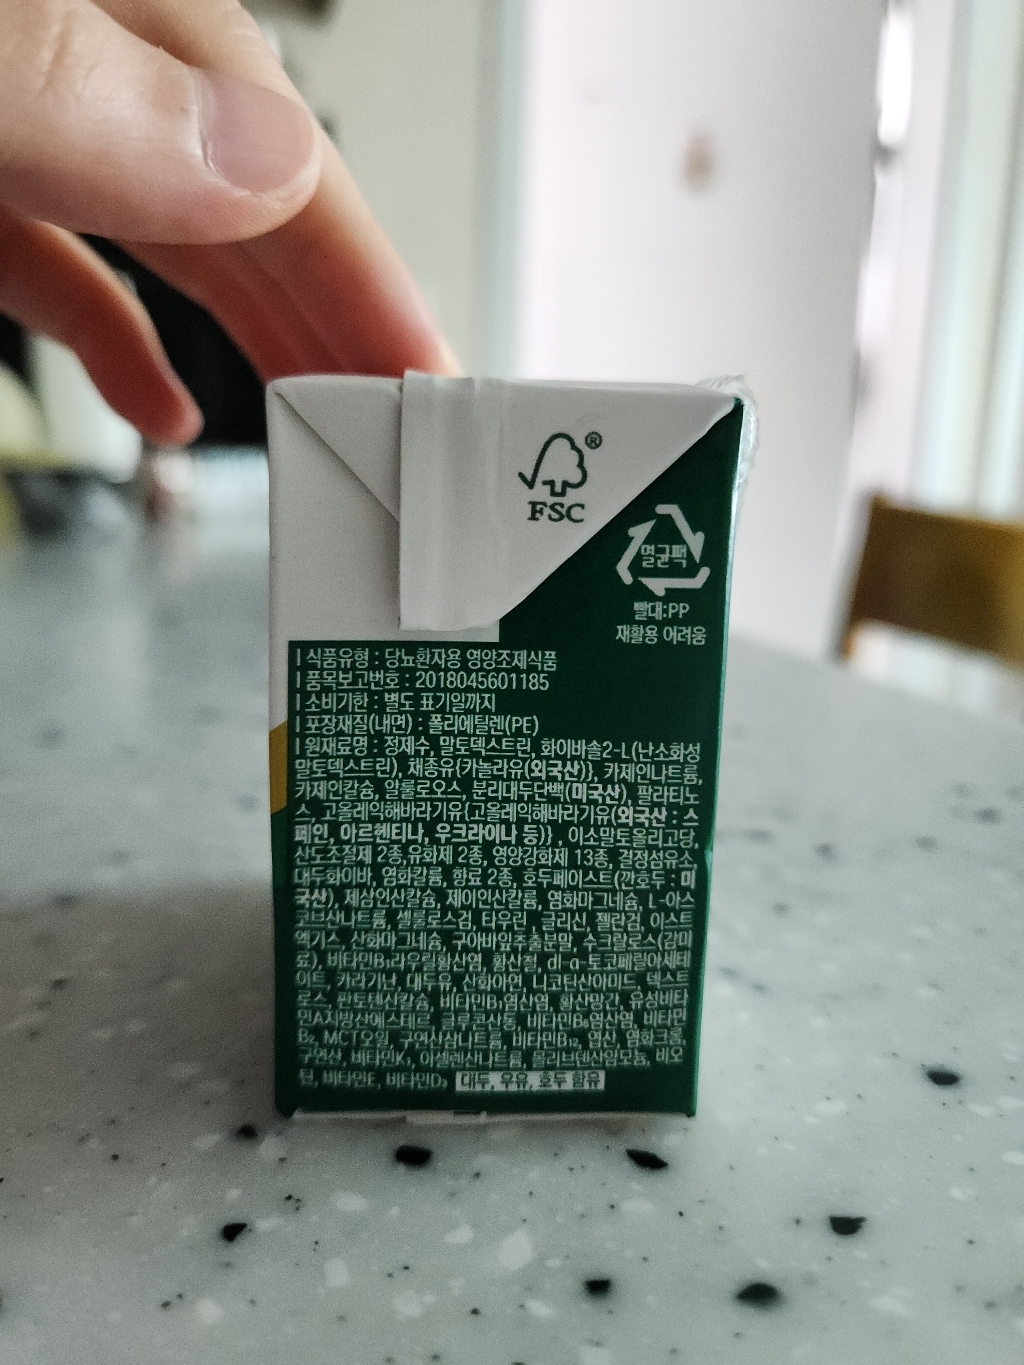 ®
FSC
멸균팩
빨대:PP
재활용 어려움
| 식품유형 : 당뇨환자용 영양조제식품
| 품목보고번호 : 2018045601185
| 소비기한 : 별도 표기일까지
| 포장재질(내면) : 폴리에틸렌(PE)
| 원재료명 : 정제수, 말토덱스트린, 화이바솔2-L(난소화성
말토덱스트린), 채종유{카놀라유(외국산)}, 카제인나트륨,
카제인칼슘, 알룰로오스, 분리대두단백(미국산), 팔라티노
스, 고올레익해바라기유{고올레익해바라기유(외국산 : 스
페인, 아르헨티나, 우크라이나 등)}, 이소말토올리고당,
산도조절제 2종, 유화제 2종, 영양강화제 13종, 결정섬유소
대두화이바, 염화칼륨, 향료 2종, 호두페이스트(깐호두 : 미
국산), 제삼인산칼슘, 제이인산칼륨, 염화마그네슘, L-아스
코브산나트륨, 셀룰로스검, 타우린, 글리신, 젤란검, 이스트
엑기스, 산화마그네슘, 구아바잎추출분말, 수크랄로스(감미
료), 비타민B₁라우릴황산염, 황산철, dl-α-토코페릴아세테
이트, 카라기난, 대두유, 산화아연, 니코틴산아미드, 덱스트
로스, 판토텐산칼슘, 비타민B₁염산염, 황산망간, 유성비타
민A지방산에스테르, 글루콘산동, 비타민B₆염산염, 비타민
B₂, MCT오일, 구연산삼나트륨, 비타민B₁₂, 염산, 염화크롬,
구연산, 비타민K₁, 아셀렌산나트륨, 몰리브덴산암모늄, 비오
틴, 비타민E, 비타민D₃ 대두, 우유, 호두 함유